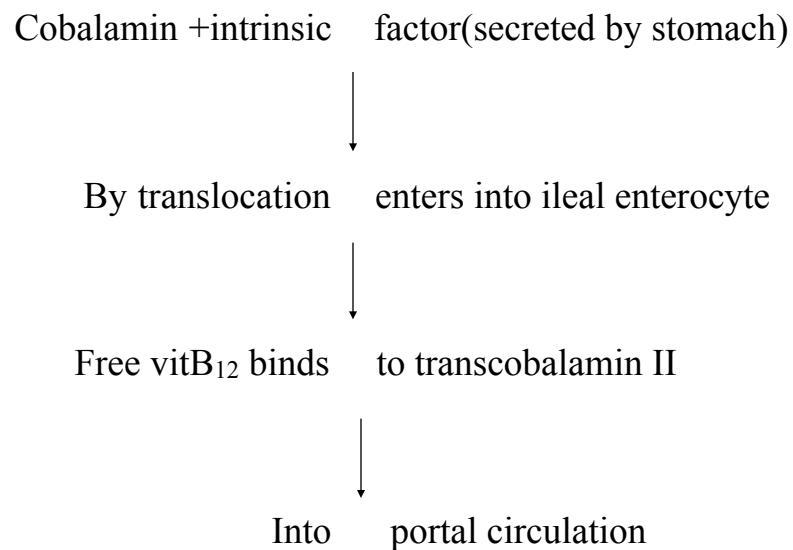 Cobalamin +intrinsic factor(secreted by stomach)
By translocation enters into ileal enterocyte
Free vitB₁₂ binds to transcobalamin II
Into portal circulation